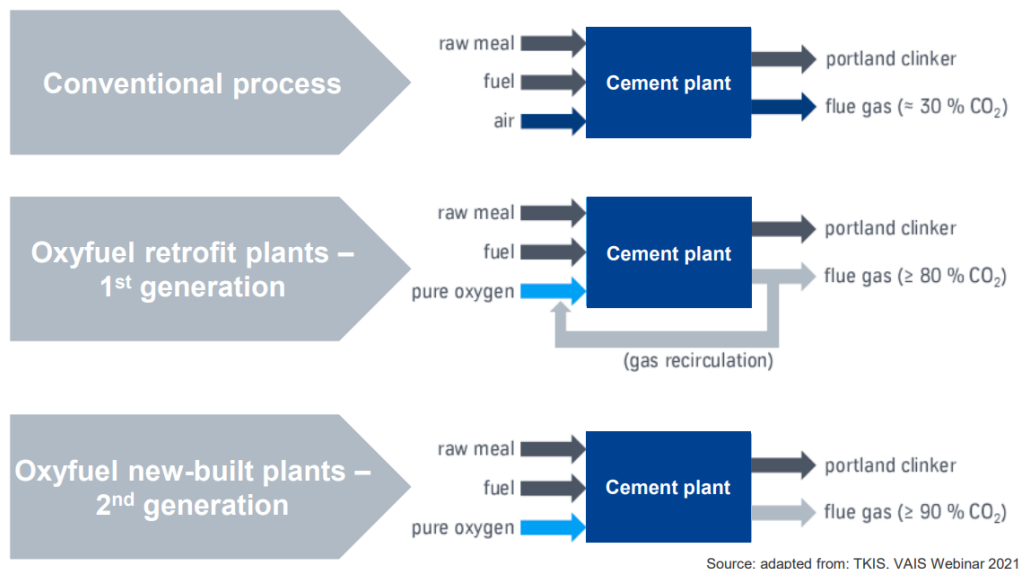 Conventional process
raw meal
fuel
air
Cement plant
portland clinker
flue gas (≈ 30 % CO₂)
Oxyfuel retrofit plants –
1st generation
raw meal
fuel
pure oxygen
Cement plant
portland clinker
flue gas (≥ 80 % CO₂)
(gas recirculation)
Oxyfuel new-built plants –
2nd generation
raw meal
fuel
pure oxygen
Cement plant
portland clinker
flue gas (≥ 90 % CO₂)
Source: adapted from: TKIS, VAIS Webinar 2021